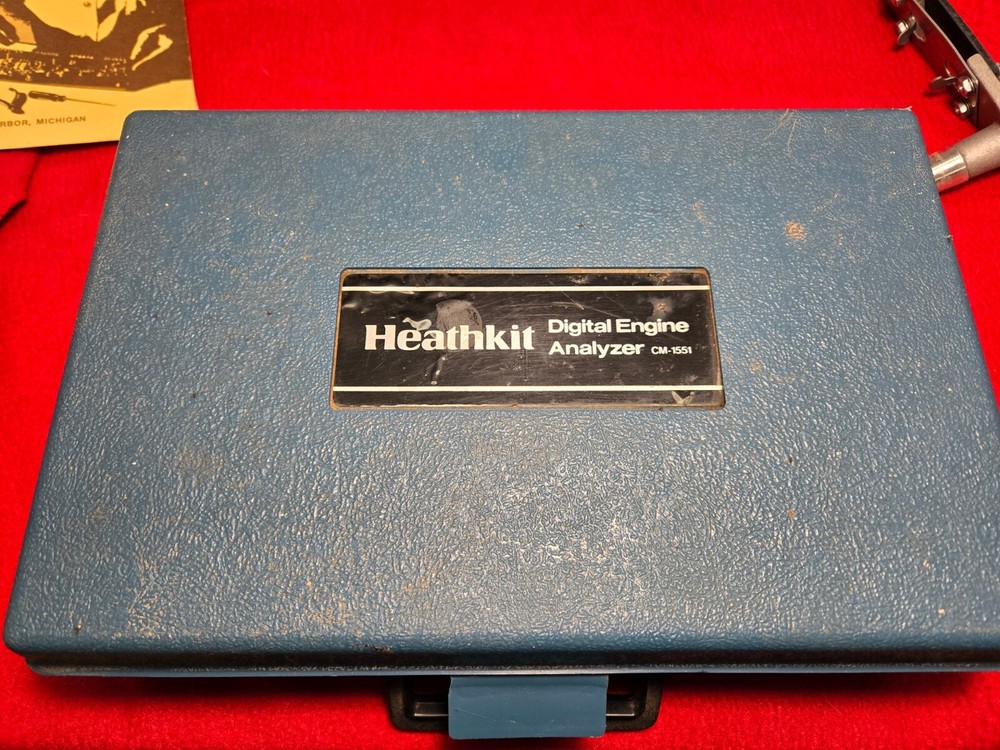 RBOR, MICHIGAN
Heathkit
Digital Engine
Analyzer CM-1551